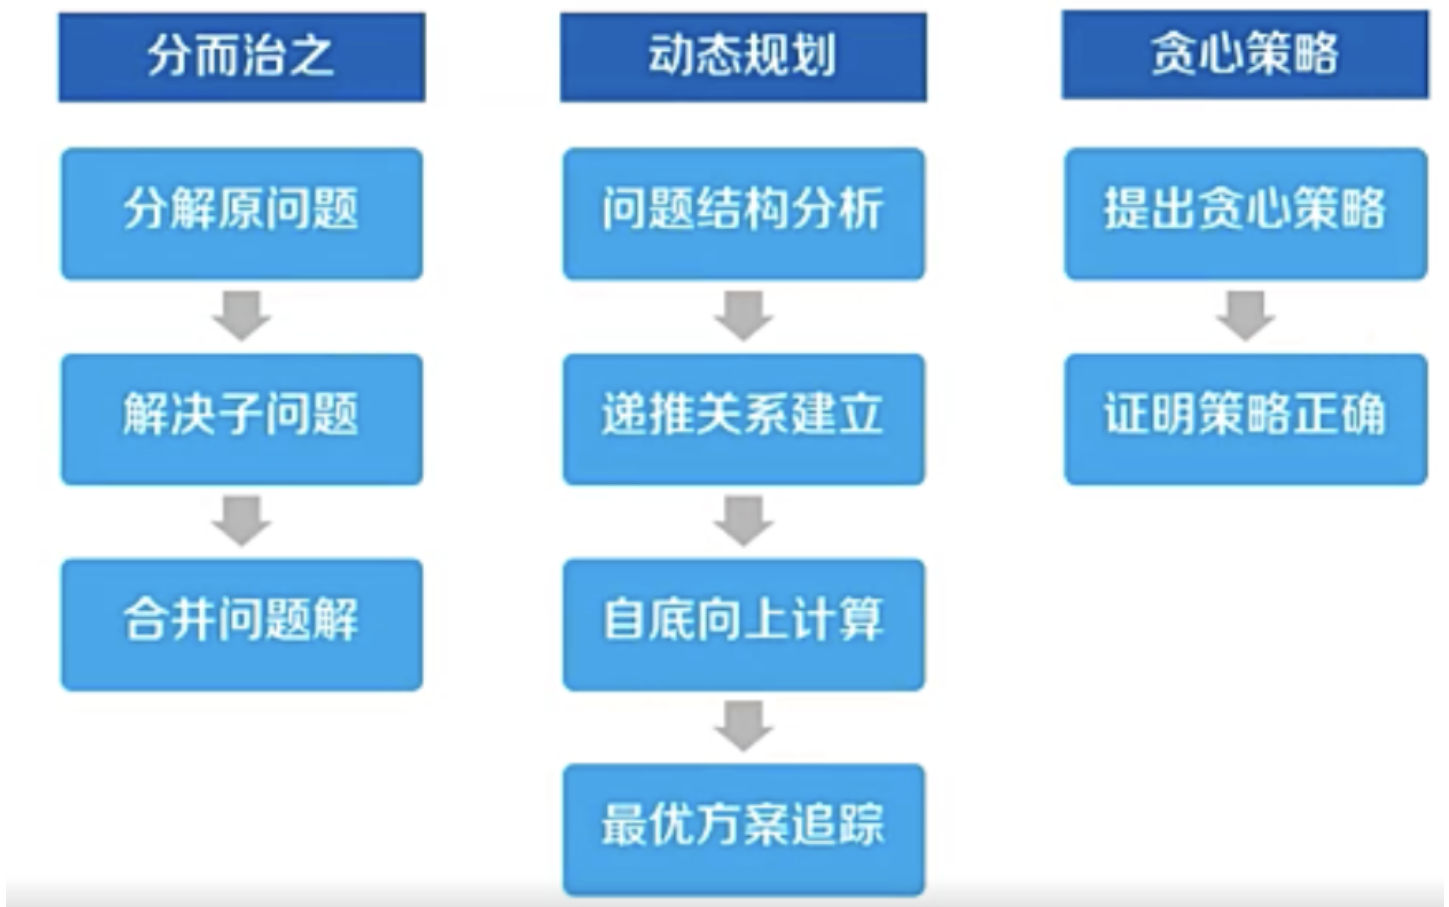 分而治之
分解原问题
解决子问题
合并问题解
动态规划
问题结构分析
递推关系建立
自底向上计算
最优方案追踪
贪心策略
提出贪心策略
证明策略正确